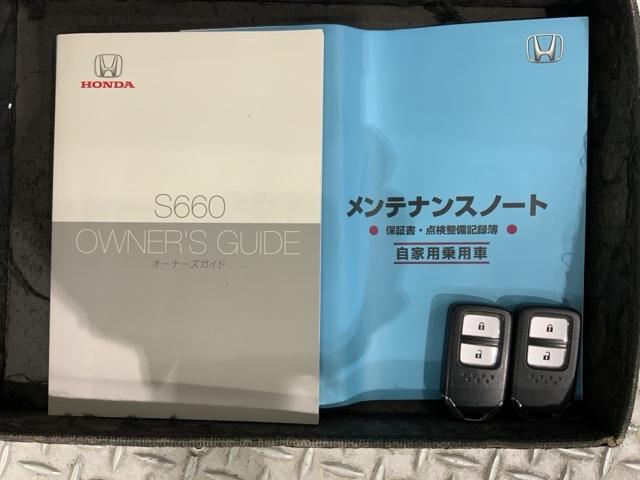 HONDA
S660
OWNER'S GUIDE
オーナーズガイド
メンテナンスノート
● 保証書・点検整備記録簿 ●
自家用乗用車